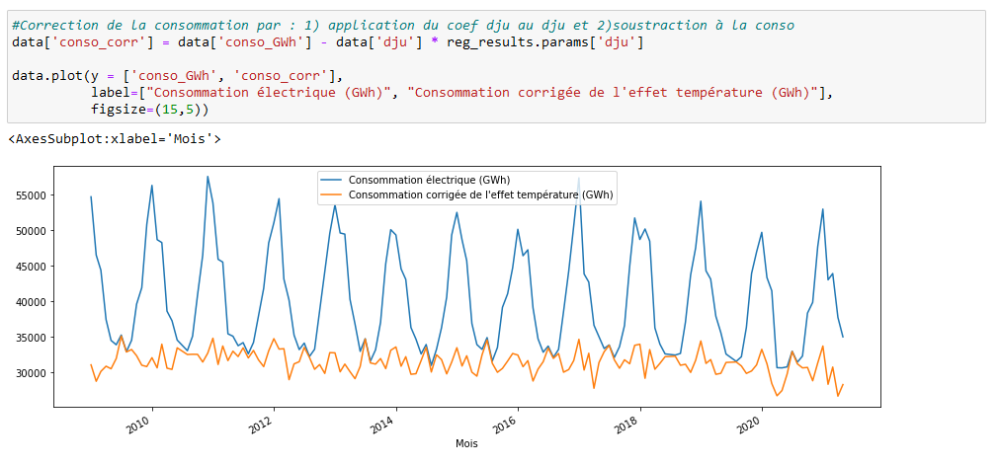 #Correction de la consommation par : 1) application du coef dju au dju et 2)soustraction à la conso
data['conso_corr'] = data['conso_GWh'] - data['dju'] * reg_results.params['dju']
data.plot(y = ['conso_GWh', 'conso_corr'],
label=["Consommation électrique (GWh)", "Consommation corrigée de l'effet température (GWh)"],
figsize=(15,5))
<AxesSubplot:xlabel='Mois'>
Consommation électrique (GWh)
Consommation corrigée de l'effet température (GWh)
55000
50000
45000
40000
35000
30000
2010
2012
2014
2016
2018
2020
Mois